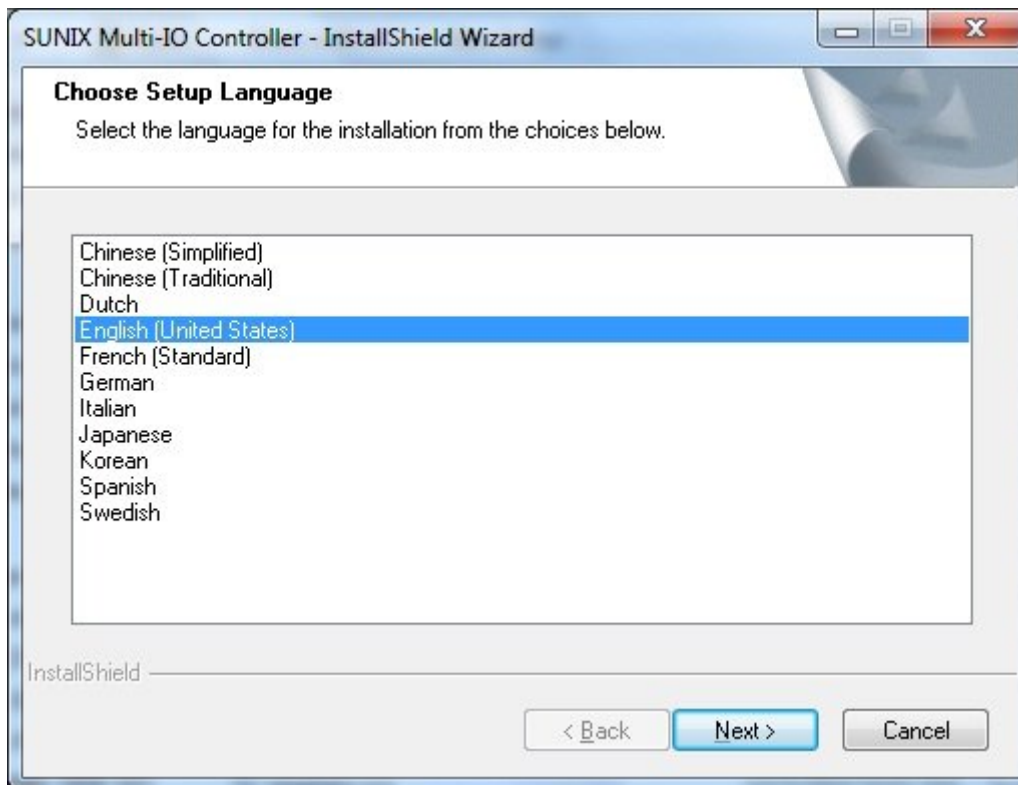 SUNIX Multi-IO Controller - InstallShield Wizard
Choose Setup Language
Select the language for the installation from the choices below.
Chinese (Simplified)
Chinese (Traditional)
Dutch
English (United States)
French (Standard)
German
Italian
Japanese
Korean
Spanish
Swedish
InstallShield
< Back
Next >
Cancel